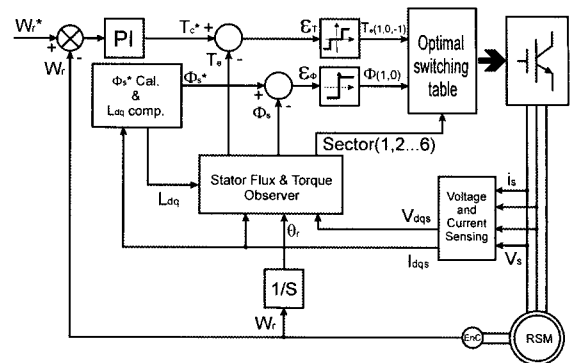 Wr*
Wr
PI
Tc*
Te
εT
Te(1,0,-1)
Φs* Cal.
&
Ldq comp.
Φs*
Φs
εΦ
Φ(1,0)
Optimal
switching
table
Sector(1,2...6)
Stator Flux & Torque
Observer
Ldq
θr
Vdqs
Idqs
Voltage
and
Current
Sensing
is
Vs
1/S
Wr
EnC
RSM